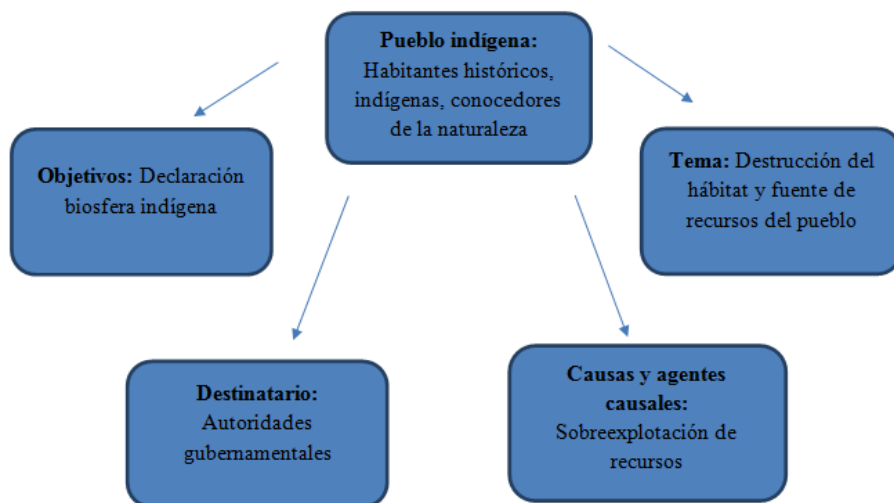 Pueblo indígena:
Habitantes históricos,
indígenas, conocedores
de la naturaleza
Objetivos: Declaración
biosfera indígena
Tema: Destrucción del
hábitat y fuente de
recursos del pueblo
Destinatario:
Autoridades
gubernamentales
Causas y agentes
causales:
Sobreexplotación de
recursos